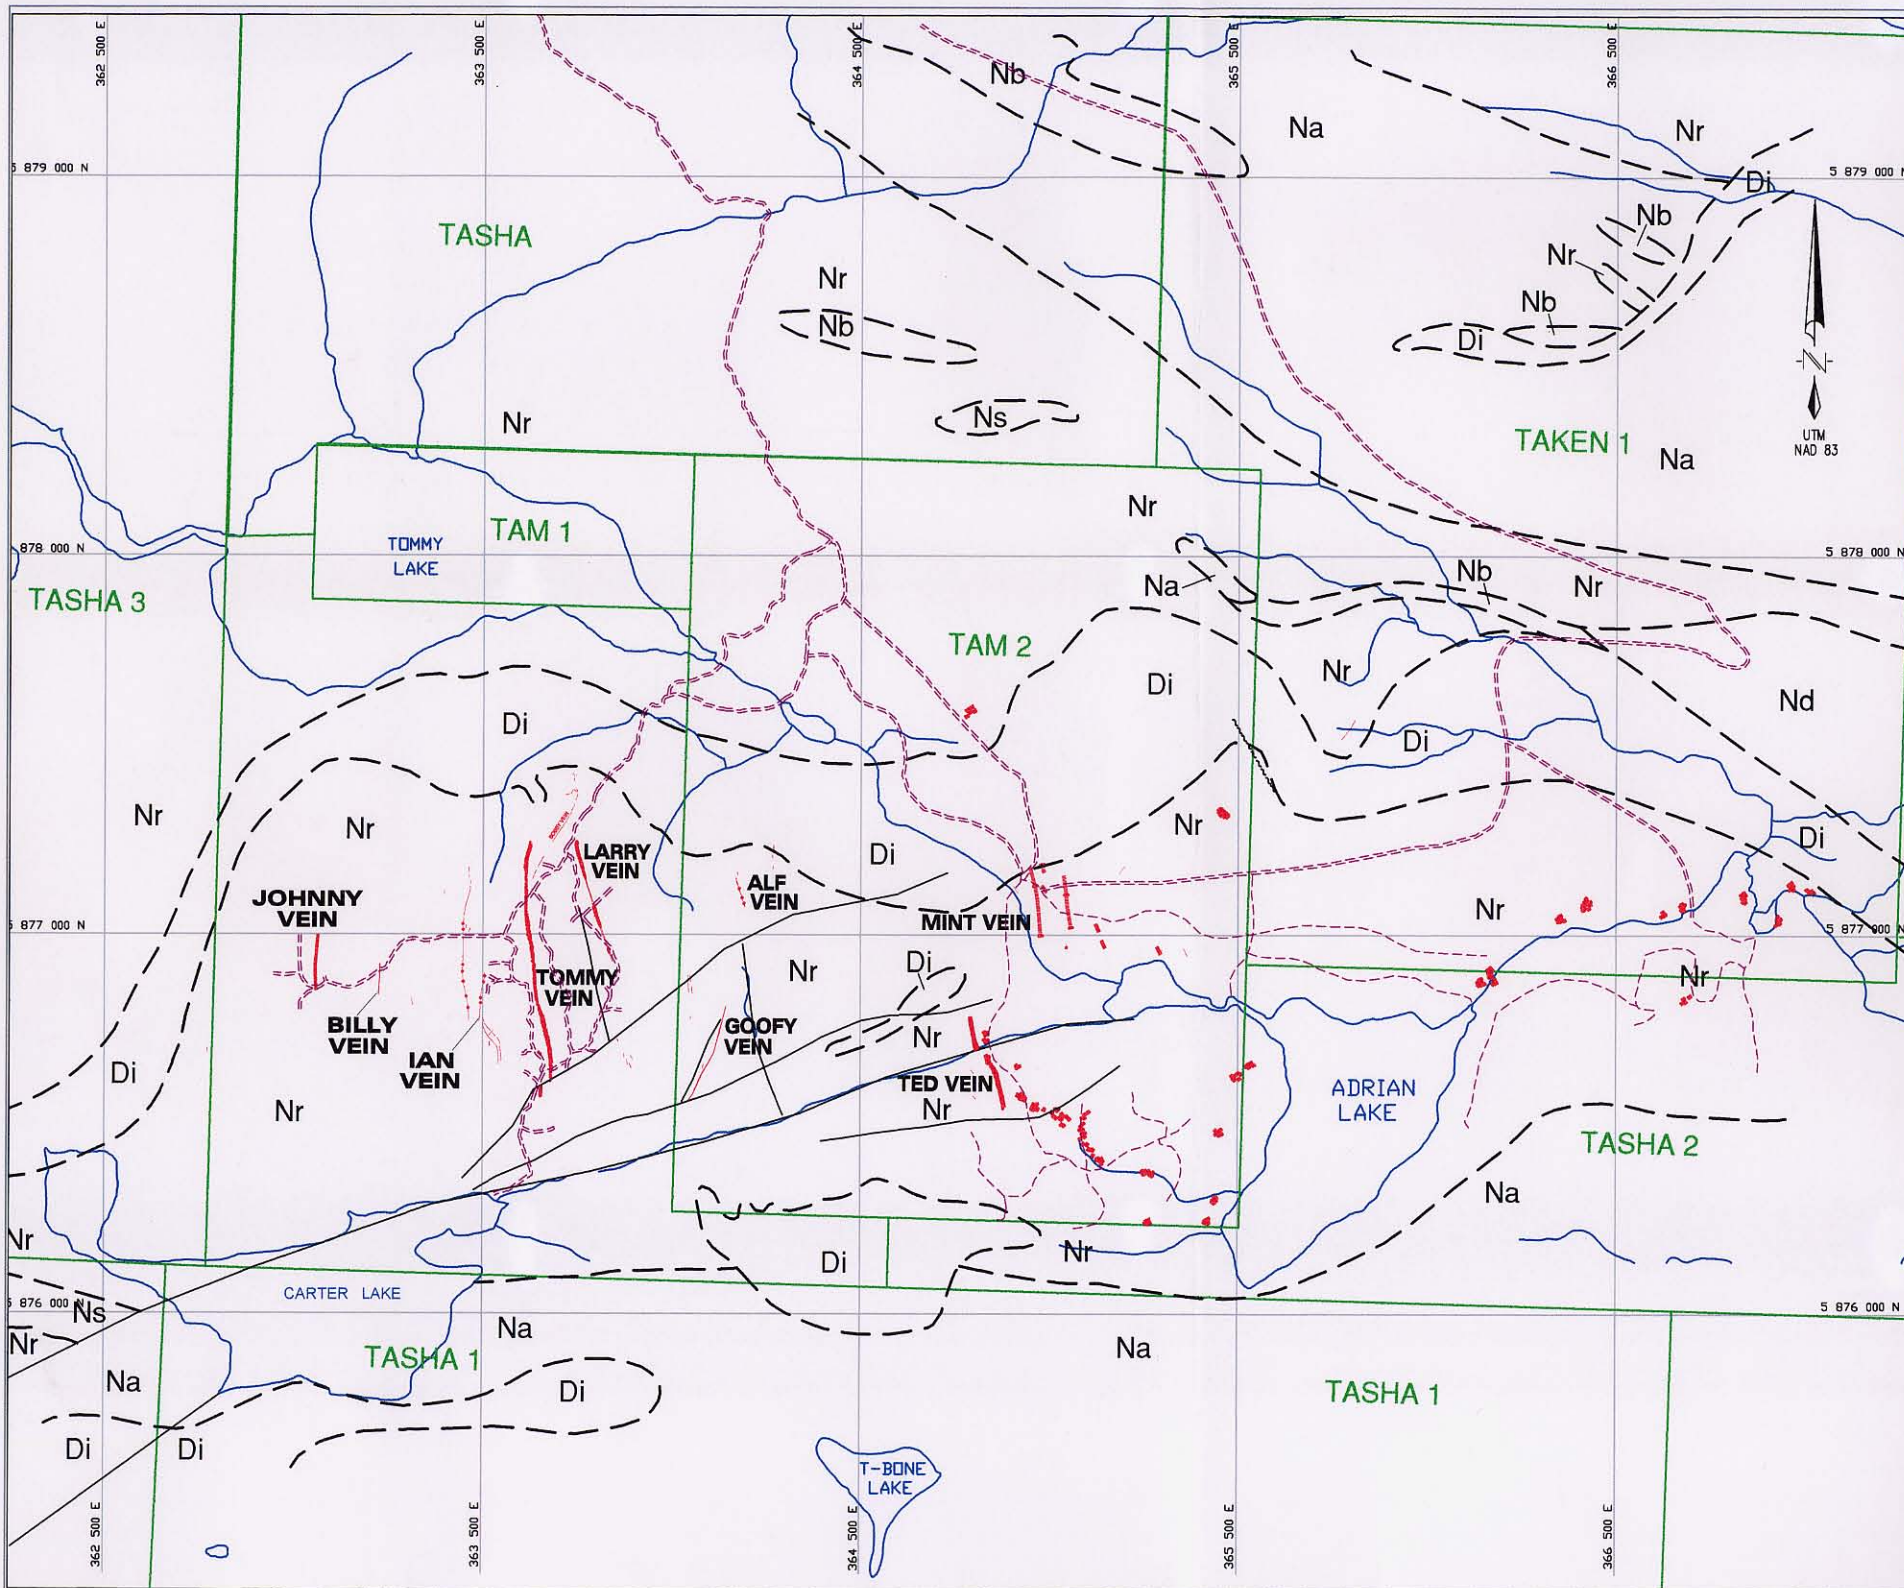 362 500 E
363 500 E
364 500 E
365 500 E
366 500 E
Nb
Na
Nr
5 879 000 N
5 879 000 N
Di
TASHA
Nb
Nr
Nr
Nb
Nb
Di
N
UTM
NAD 83
Nr
Ns
TAKEN 1
Na
Nr
TAM 1
TOMMY
LAKE
878 000 N
5 878 000 N
TASHA 3
Na
Nb
Nr
TAM 2
Di
Nr
Nd
Di
Di
Nr
Nr
Nr
Di
Di
LARRY
VEIN
ALF
VEIN
JOHNNY
VEIN
MINT VEIN
Nr
5 877 000 N
5 877 000 N
TOMMY
VEIN
Nr
Di
Nr
BILLY
VEIN
IAN
VEIN
GOOFY
VEIN
Nr
Di
TED VEIN
Nr
Nr
ADRIAN
LAKE
TASHA 2
Na
Nr
Di
Nr
CARTER LAKE
5 876 000 N
5 876 000 N
Ns
Nr
Na
Na
TASHA 1
Na
Di
TASHA 1
Di
Di
T-BONE
LAKE
362 500 E
363 500 E
364 500 E
365 500 E
366 500 E